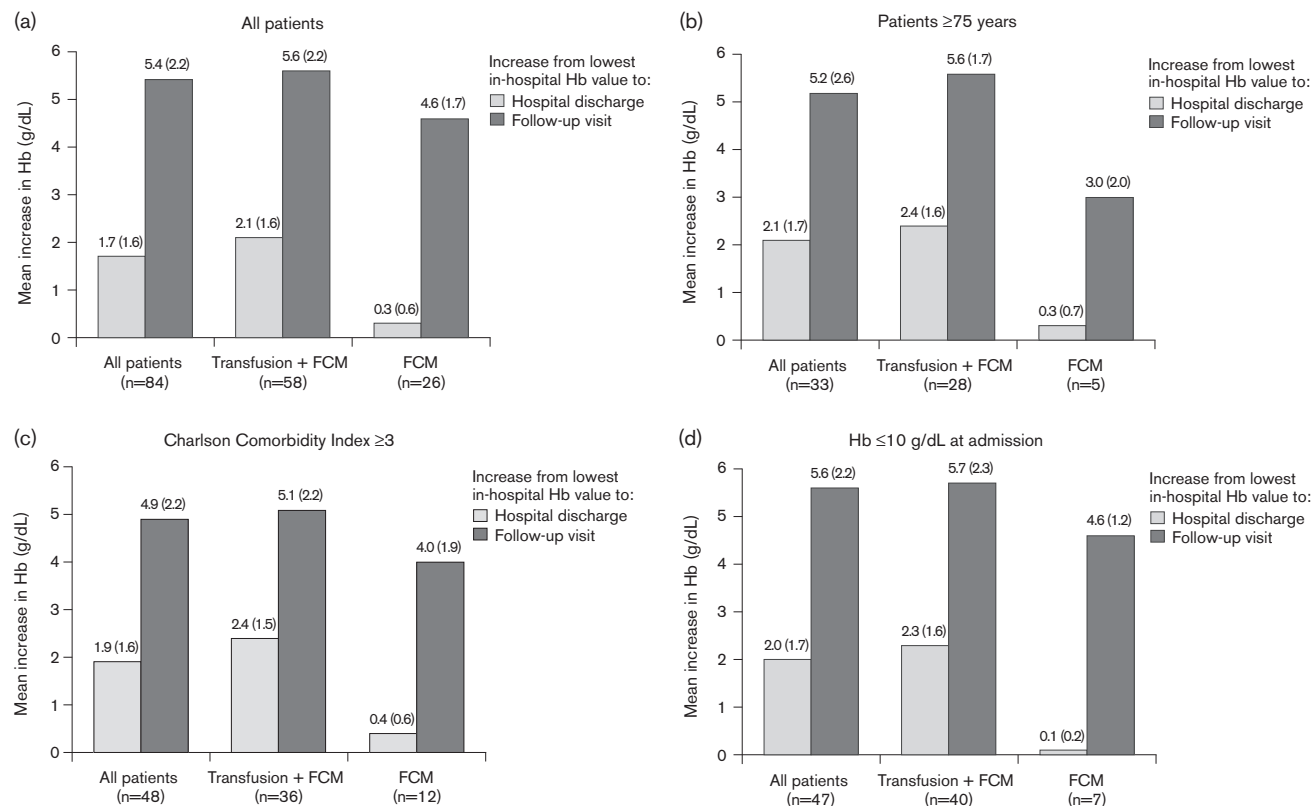 (a)
All patients
Mean increase in Hb (g/dL)
6
5
4
3
2
1
0
5.4 (2.2)
1.7 (1.6)
5.6 (2.2)
2.1 (1.6)
4.6 (1.7)
0.3 (0.6)
Increase from lowest
in-hospital Hb value to:
Hospital discharge
Follow-up visit
All patients
(n=84)
Transfusion + FCM
(n=58)
FCM
(n=26)
(b)
Patients ≥75 years
Mean increase in Hb (g/dL)
6
5
4
3
2
1
0
5.2 (2.6)
2.1 (1.7)
5.6 (1.7)
2.4 (1.6)
3.0 (2.0)
0.3 (0.7)
Increase from lowest
in-hospital Hb value to:
Hospital discharge
Follow-up visit
All patients
(n=33)
Transfusion + FCM
(n=28)
FCM
(n=5)
(c)
Charlson Comorbidity Index ≥3
Mean increase in Hb (g/dL)
6
5
4
3
2
1
0
4.9 (2.2)
1.9 (1.6)
5.1 (2.2)
2.4 (1.5)
4.0 (1.9)
0.4 (0.6)
Increase from lowest
in-hospital Hb value to:
Hospital discharge
Follow-up visit
All patients
(n=48)
Transfusion + FCM
(n=36)
FCM
(n=12)
(d)
Hb ≤10 g/dL at admission
Mean increase in Hb (g/dL)
6
5
4
3
2
1
0
5.6 (2.2)
2.0 (1.7)
5.7 (2.3)
2.3 (1.6)
4.6 (1.2)
0.1 (0.2)
Increase from lowest
in-hospital Hb value to:
Hospital discharge
Follow-up visit
All patients
(n=47)
Transfusion + FCM
(n=40)
FCM
(n=7)